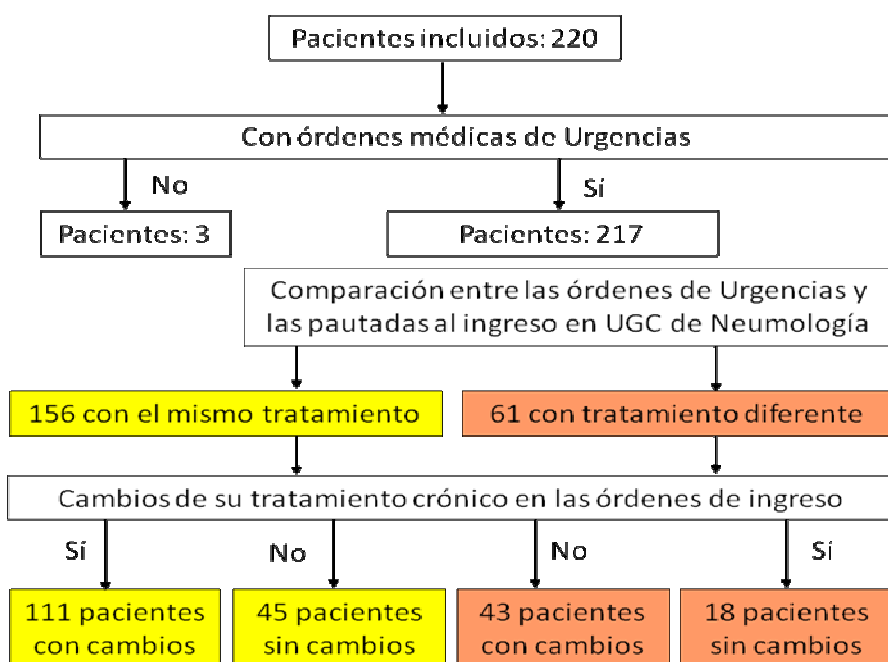 Pacientes incluidos: 220
Con órdenes médicas de Urgencias
No
Sí
Pacientes: 3
Pacientes: 217
Comparación entre las órdenes de Urgencias y
las pautadas al ingreso en UGC de Neumología
156 con el mismo tratamiento
61 con tratamiento diferente
Cambios de su tratamiento crónico en las órdenes de ingreso
Sí
No
No
Sí
111 pacientes
con cambios
45 pacientes
sin cambios
43 pacientes
con cambios
18 pacientes
sin cambios